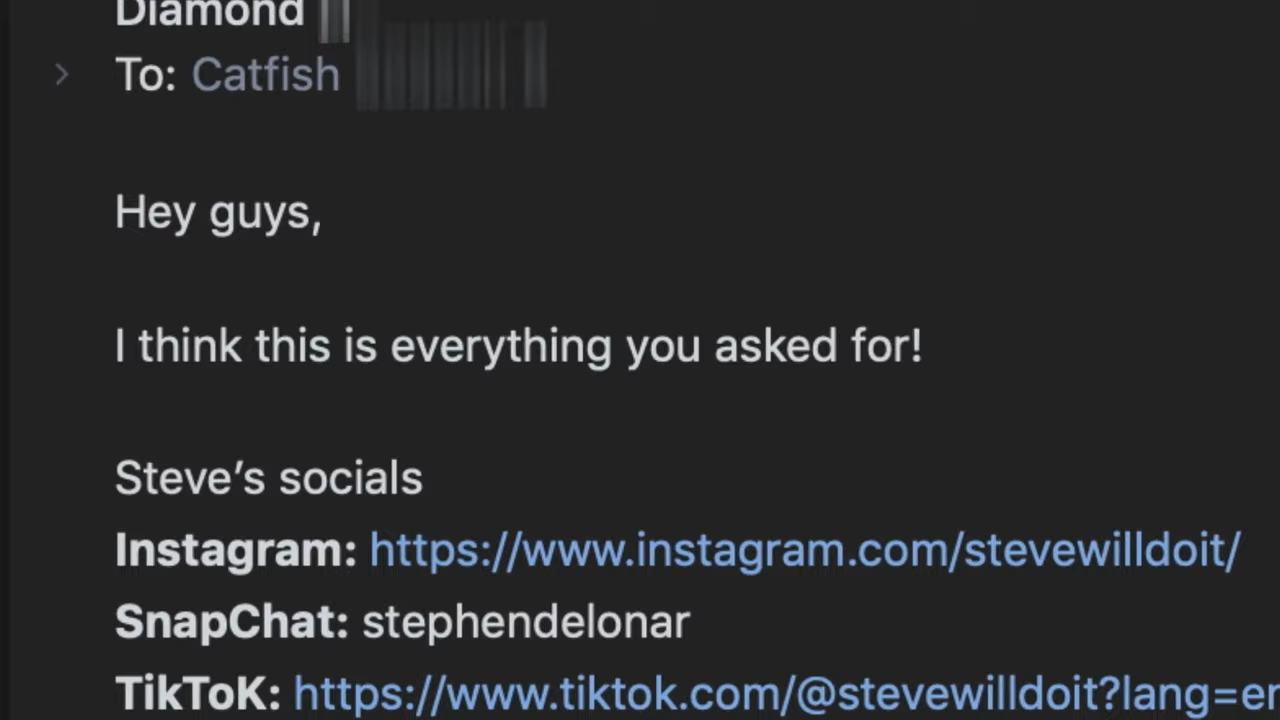 Diamond
To: Catfish
Hey guys,
I think this is everything you asked for!
Steve’s socials
Instagram: https://www.instagram.com/stevewilldoit/
SnapChat: stephendelonar
TikToK: https://www.tiktok.com/@stevewilldoit?lang=er